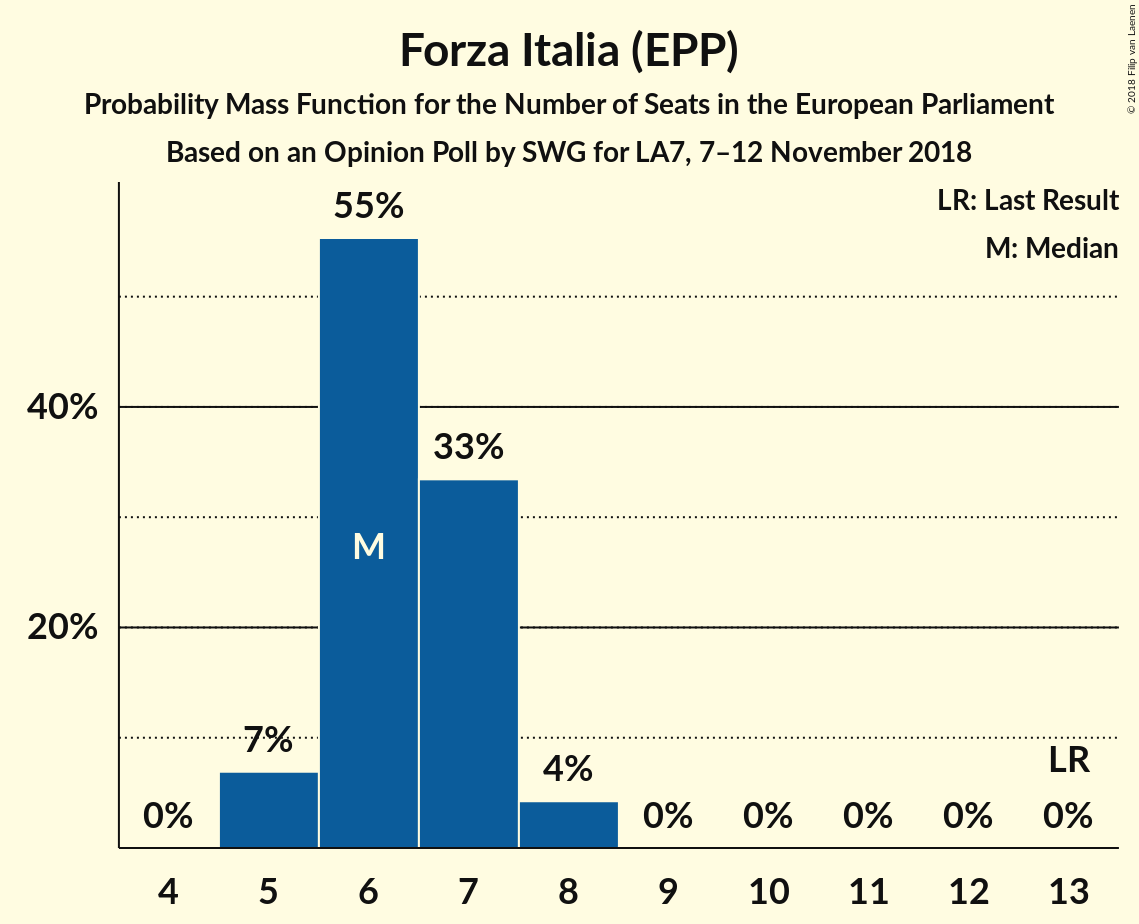 Forza Italia (EPP)
Probability Mass Function for the Number of Seats in the European Parliament
Based on an Opinion Poll by SWG for LA7, 7–12 November 2018
© 2018 Filip van Laenen
LR: Last Result
M: Median
55%
40%
33%
M
20%
7%
4%
LR
0%
0%
0%
0%
0%
0%
4
5
6
7
8
9
10
11
12
13